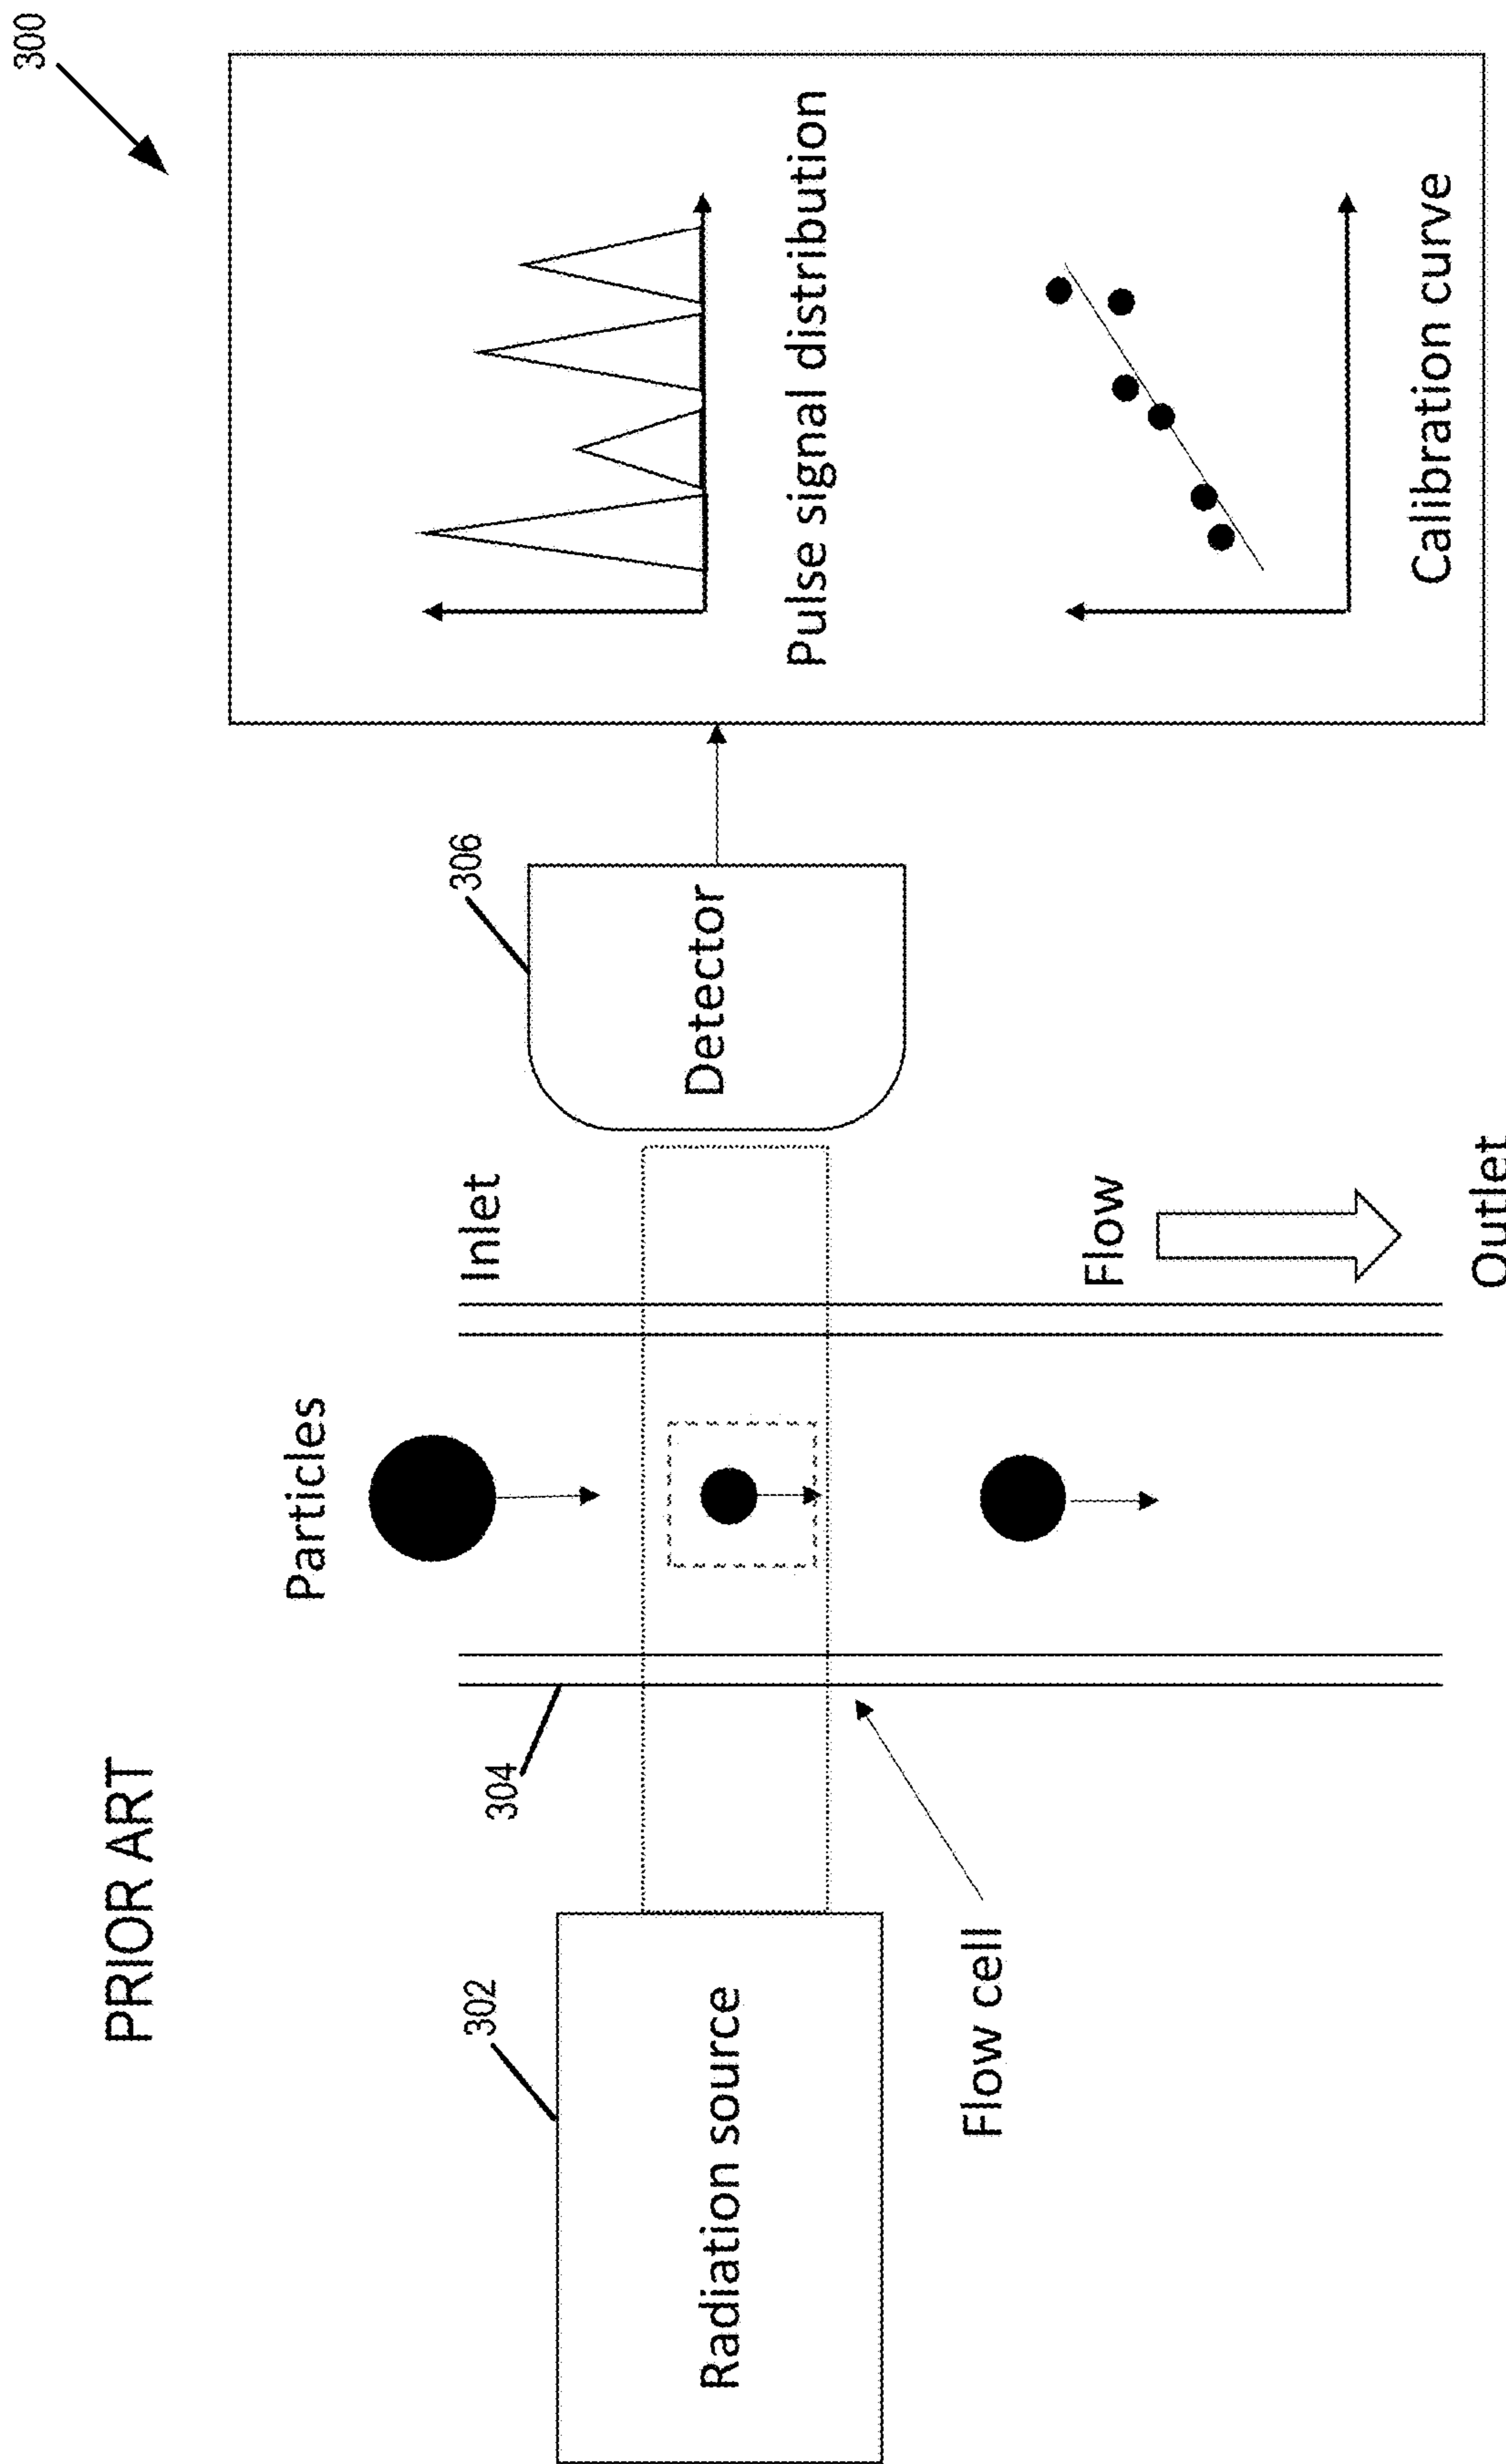 PRIOR ART
300
Particles
302
304
Inlet
306
Radiation source
Detector
Pulse signal distribution
Flow cell
Flow
Outlet
Calibration curve